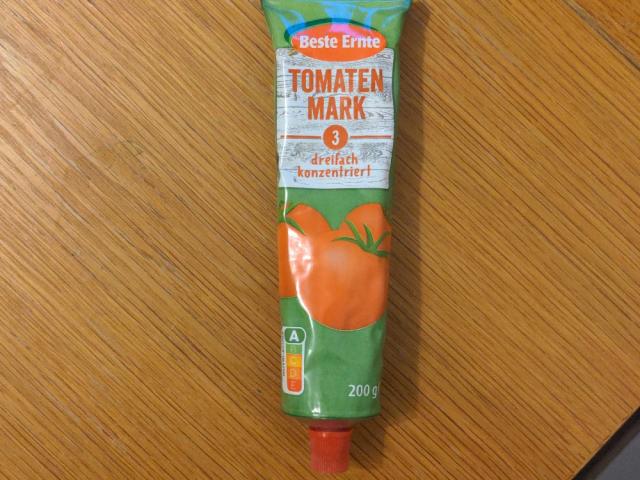 Beste Ernte
TOMATEN
MARK
3
dreifach
konzentriert
A
B
C
D
E
200 g